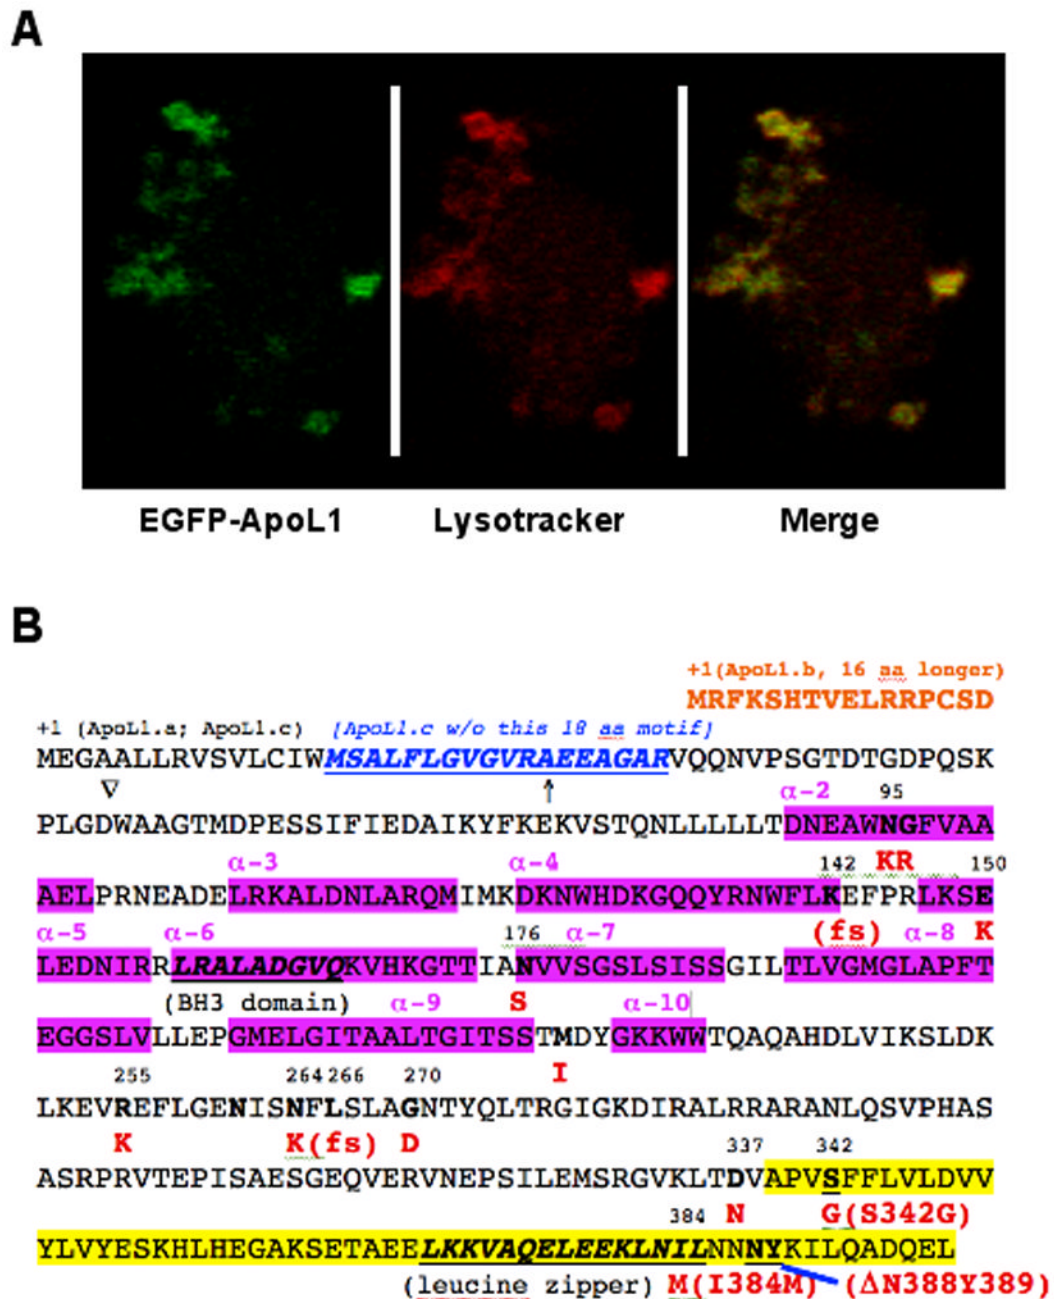 A
EGFP-ApoL1 Lysotracker Merge
B
+1(ApoL1.b, 16 aa longer)
MRFKSHTVELRRPCSD
+1 (ApoL1.a; ApoL1.c) [ApoL1.c w/o this 18 aa motif]
MEGAALLRVSVLCIWMSALFLGVGVRAEEAGARVQQNVPSGTDTGDPQSK
∇ ↑ α-2 95
PLGDWAAGTMDPESSIFIEDAIKYFKEKVSTQNLLLLLTDNEAWNGFVAA
α-3 α-4 142 KR 150
AELPRNEADELRKALDNLARQMIMKDKNWHDKGQQYRNWFLKEFPRLKSE
α-5 α-6 176 α-7 (fs) α-8 K
LEDNIRRLRALADGVQKVHKGTTIANVVSGSLSISSGILTLVGMGLAPFT
(BH3 domain) α-9 S α-10
EGGSLVLLEPGMELGITAALTGITSSTMDYGKKWWTQAQAHDLVIKSLDK
255 264 266 270 I
LKEVREFLGENISNFLSLAGNTYQLTRGIGKDIRALRRARANLQSVPHAS
K K(fs) D 337 342
ASRPRVTEPISAESGEQVERVNEPSILEMSRGVKLTDVAPVSFFLVLDVV
384 N G(S342G)
YLVYESKHLHEGAKSETAEELKKVAQELEEKLNILNNNYKILQADQEL
(leucine zipper) M(I384M) (ΔN388Y389)